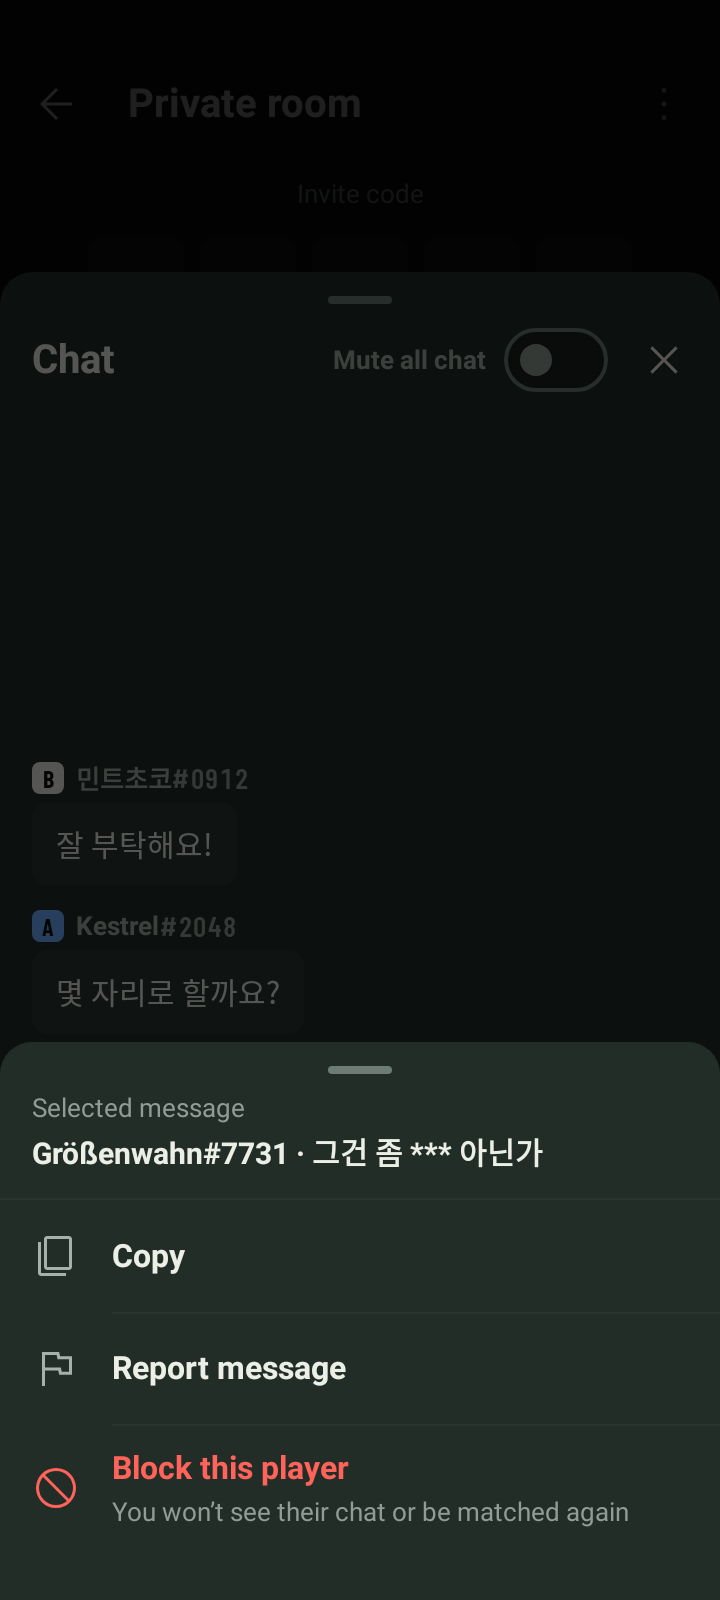 Private room
Invite code
Chat
Mute all chat
B 민트초코#0912
잘 부탁해요!
A Kestrel#2048
몇 자리로 할까요?
Selected message
Größenwahn#7731 · 그건 좀 *** 아닌가
Copy
Report message
Block this player
You won’t see their chat or be matched again